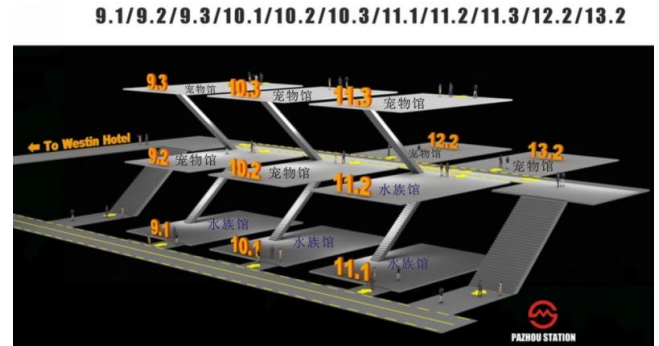 9.1/9.2/9.3/10.1/10.2/10.3/11.1/11.2/11.3/12.2/13.2
9.3 宠物馆 10.3 宠物馆 11.3 宠物馆
← To Westin Hotel
12.2 宠物馆 13.2 宠物馆
9.2 宠物馆 10.2 宠物馆 11.2 水族馆
9.1 水族馆 10.1 水族馆 11.1 水族馆
PAZHOU STATION